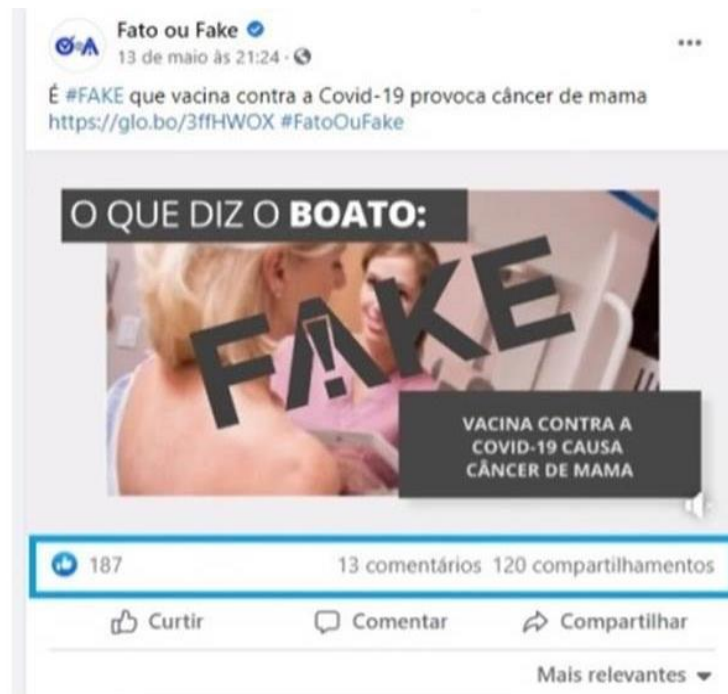 Fato ou Fake
13 de maio às 21:24 ·
É #FAKE que vacina contra a Covid-19 provoca câncer de mama
https://glo.bo/3ffHWOX #FatoOuFake
O QUE DIZ O BOATO:
FAKE
VACINA CONTRA A
COVID-19 CAUSA
CÂNCER DE MAMA
187 13 comentários 120 compartilhamentos
Curtir Comentar Compartilhar
Mais relevantes